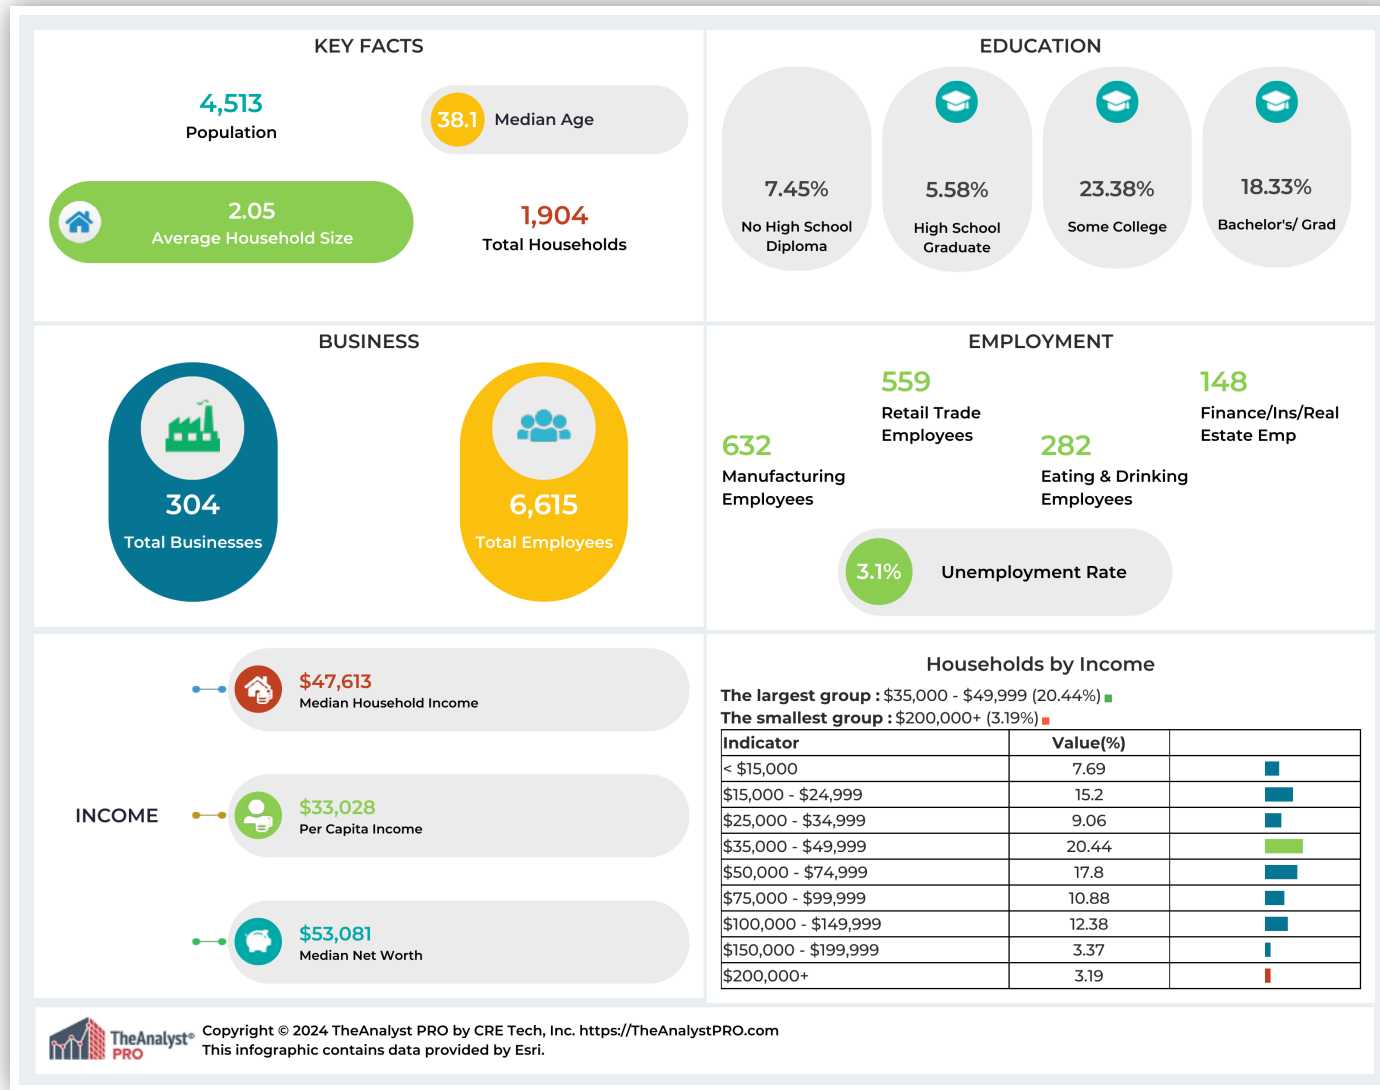 KEY FACTS
4,513
Population
38.1 Median Age
2.05
Average Household Size
1,904
Total Households
EDUCATION
7.45%
No High School
Diploma
5.58%
High School
Graduate
23.38%
Some College
18.33%
Bachelor's/ Grad
BUSINESS
304
Total Businesses
6,615
Total Employees
EMPLOYMENT
632
Manufacturing
Employees
559
Retail Trade
Employees
282
Eating & Drinking
Employees
148
Finance/Ins/Real
Estate Emp
3.1% Unemployment Rate
INCOME
$47,613
Median Household Income
$33,028
Per Capita Income
$53,081
Median Net Worth
Households by Income
The largest group : $35,000 - $49,999 (20.44%)
The smallest group : $200,000+ (3.19%)
Indicator Value(%)
< $15,000 7.69
$15,000 - $24,999 15.2
$25,000 - $34,999 9.06
$35,000 - $49,999 20.44
$50,000 - $74,999 17.8
$75,000 - $99,999 10.88
$100,000 - $149,999 12.38
$150,000 - $199,999 3.37
$200,000+ 3.19
TheAnalyst®
PRO
Copyright © 2024 TheAnalyst PRO by CRE Tech, Inc. https://TheAnalystPRO.com
This infographic contains data provided by Esri.